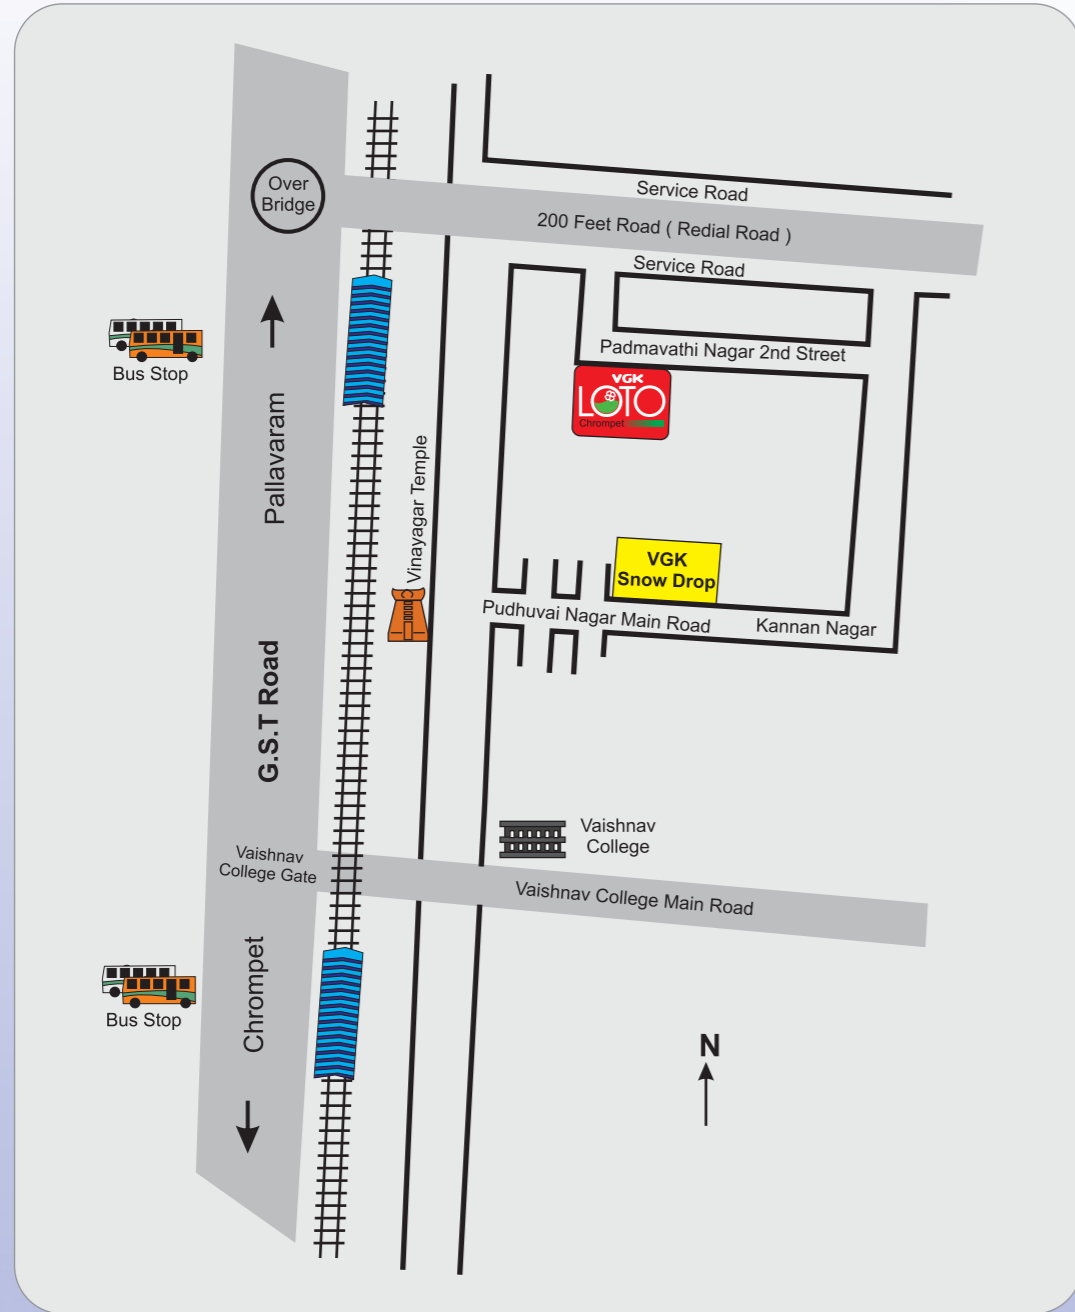 Over
Bridge
Service Road
200 Feet Road ( Redial Road )
Service Road
Padmavathi Nagar 2nd Street
VGK
LOTO
Chrompet
Bus Stop
Pallavaram
Vinayagar Temple
VGK
Snow Drop
Pudhuvai Nagar Main Road
Kannan Nagar
G.S.T Road
Vaishnav
College
Vaishnav
College Gate
Vaishnav College Main Road
Chrompet
Bus Stop
N